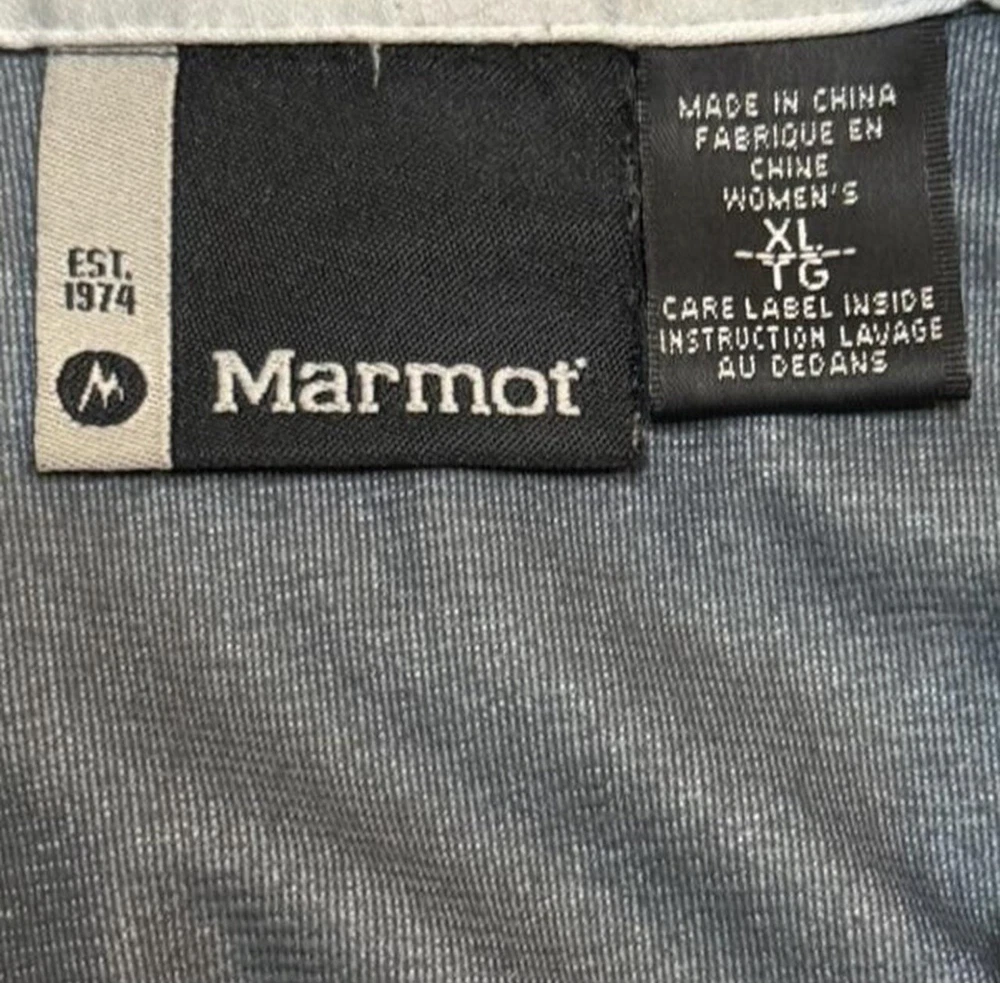 EST.
1974
M
Marmot
MADE IN CHINA
FABRIQUE EN
CHINE
WOMEN'S
XL
TG
CARE LABEL INSIDE
INSTRUCTION LAVAGE
AU DEDANS